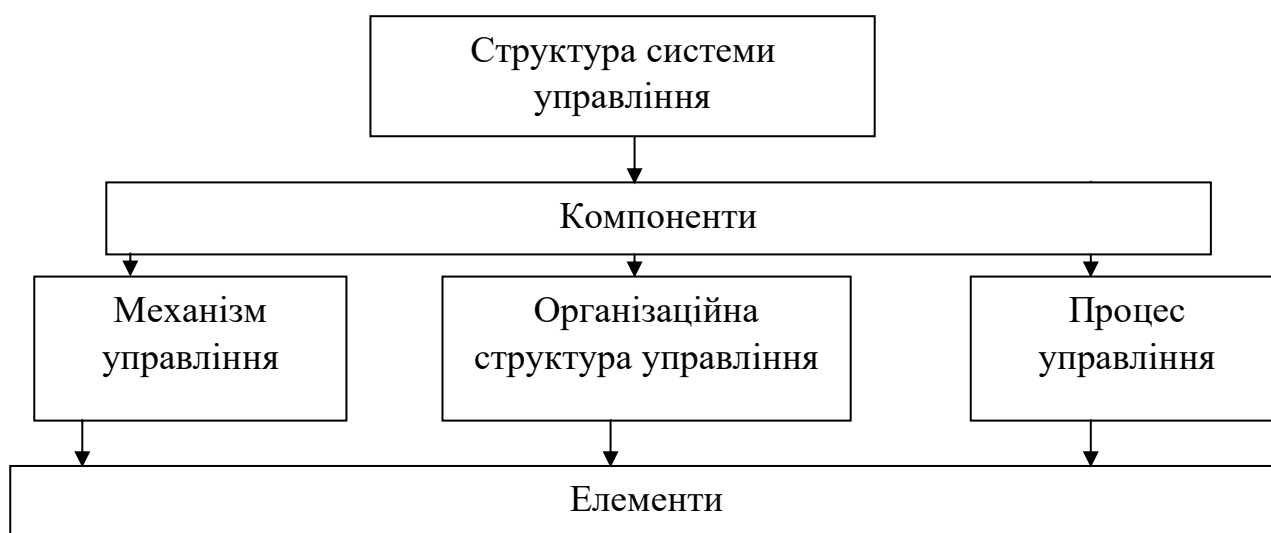 Структура системи
управління
Компоненти
Механізм
управління
Організаційна
структура управління
Процес
управління
Елементи